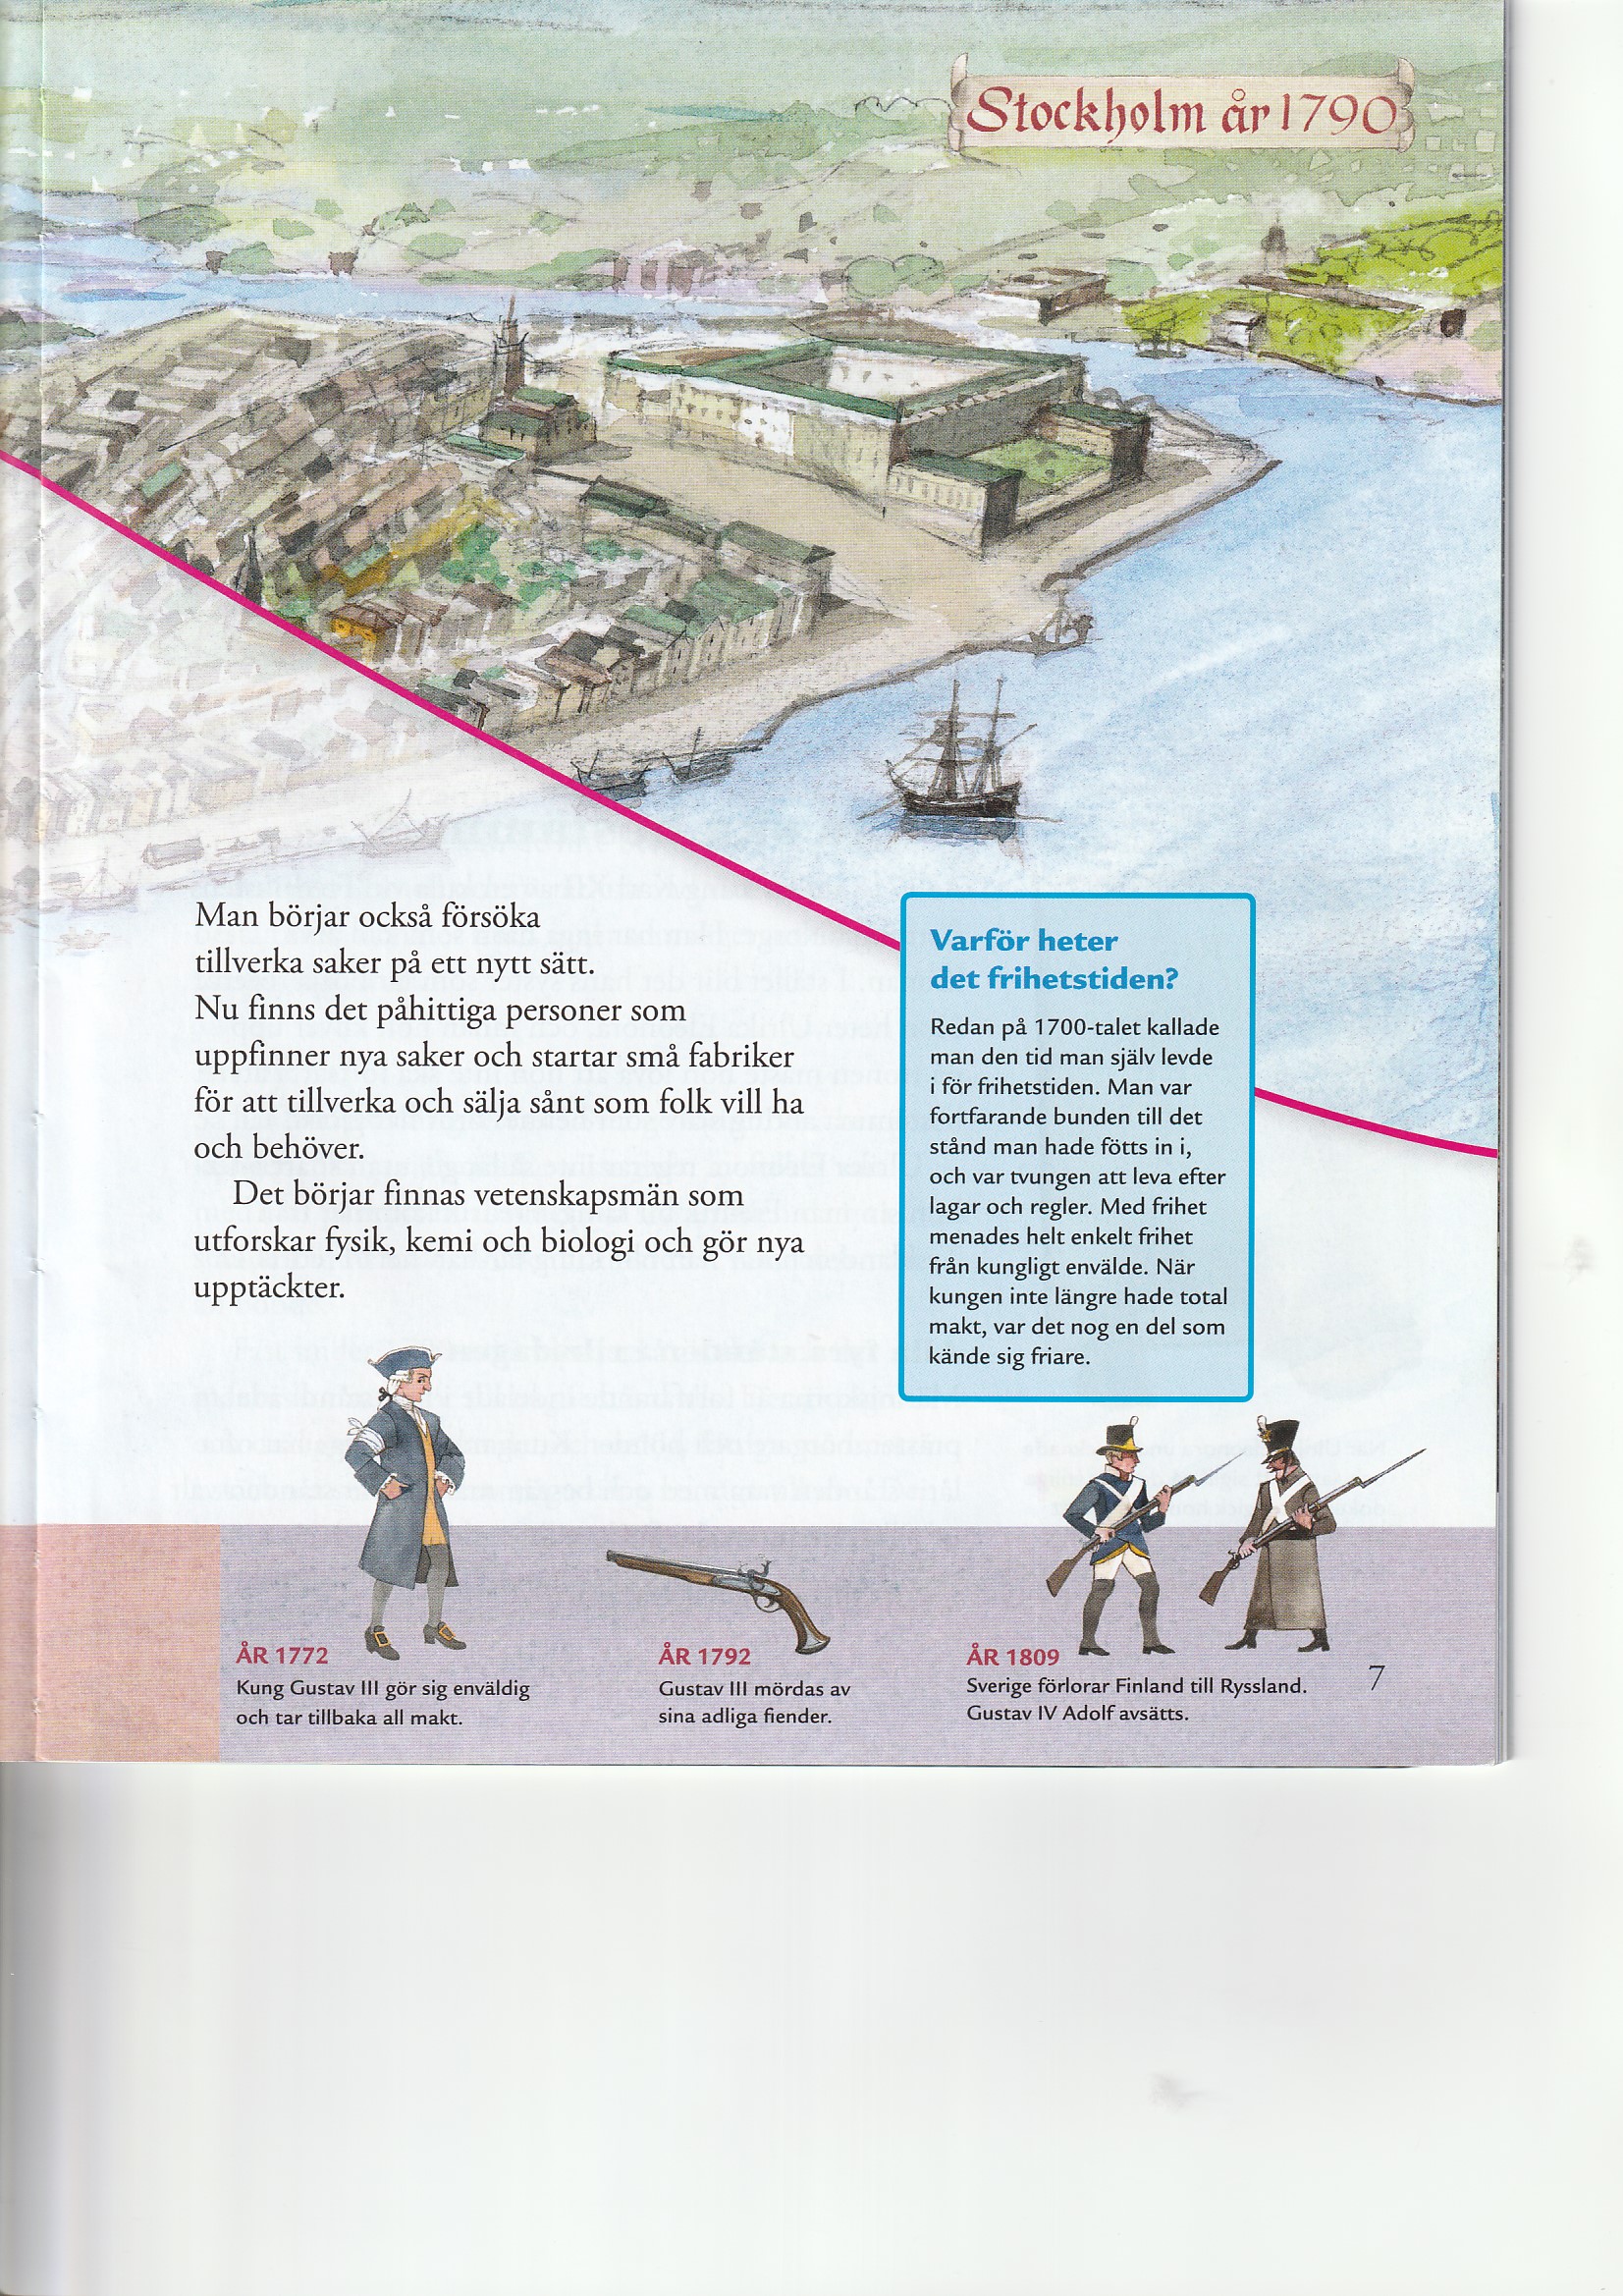 Stockholm år 1790
Man börjar också försöka
tillverka saker på ett nytt sätt.
Nu finns det påhittiga personer som
uppfinner nya saker och startar små fabriker
för att tillverka och sälja sånt som folk vill ha
och behöver.
Det börjar finnas vetenskapsmän som
utforskar fysik, kemi och biologi och gör nya
upptäckter.
Varför heter
det frihetstiden?
Redan på 1700-talet kallade
man den tid man själv levde
i för frihetstiden. Man var
fortfarande bunden till det
stånd man hade fötts in i,
och var tvungen att leva efter
lagar och regler. Med frihet
menades helt enkelt frihet
från kungligt envälde. När
kungen inte längre hade total
makt, var det nog en del som
kände sig friare.
ÅR 1772
Kung Gustav III gör sig enväldig
och tar tillbaka all makt.
ÅR 1792
Gustav III mördas av
sina adliga fiender.
ÅR 1809
Sverige förlorar Finland till Ryssland.
Gustav IV Adolf avsätts.
7